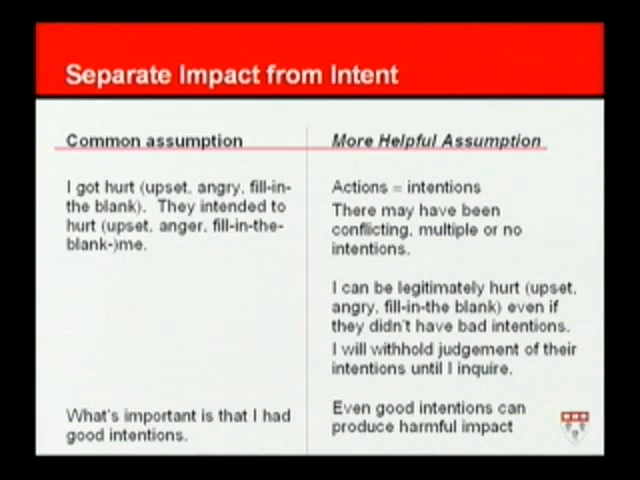 Separate Impact from Intent
Common assumption
I got hurt (upset, angry, fill-in-
the blank). They intended to
hurt (upset, anger, fill-in-the-
blank-)me.
What's important is that I had
good intentions.
More Helpful Assumption
Actions = intentions
There may have been
conflicting, multiple or no
intentions.
I can be legitimately hurt (upset,
angry, fill-in-the blank) even if
they didn't have bad intentions.
I will withhold judgement of their
intentions until I inquire.
Even good intentions can
produce harmful impact